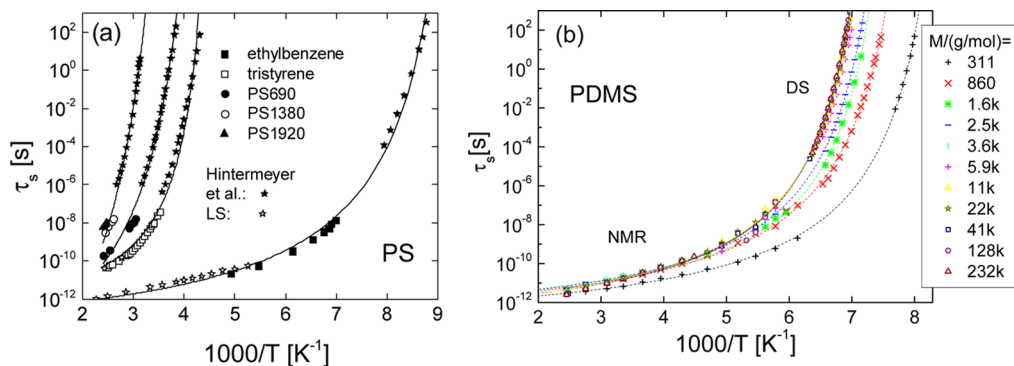 (a)
ethylbenzene
tristyrene
PS690
PS1380
PS1920
Hintermeyer
et al.:
LS:
PS
τs[s]
10^2
10^0
10^-2
10^-4
10^-6
10^-8
10^-10
10^-12
2 3 4 5 6 7 8 9
1000/T [K^-1]
(b)
PDMS
DS
NMR
τs[s]
10^2
10^0
10^-2
10^-4
10^-6
10^-8
10^-10
10^-12
2 3 4 5 6 7 8
1000/T [K^-1]
M/(g/mol)=
311
860
1.6k
2.5k
3.6k
5.9k
11k
22k
41k
128k
232k